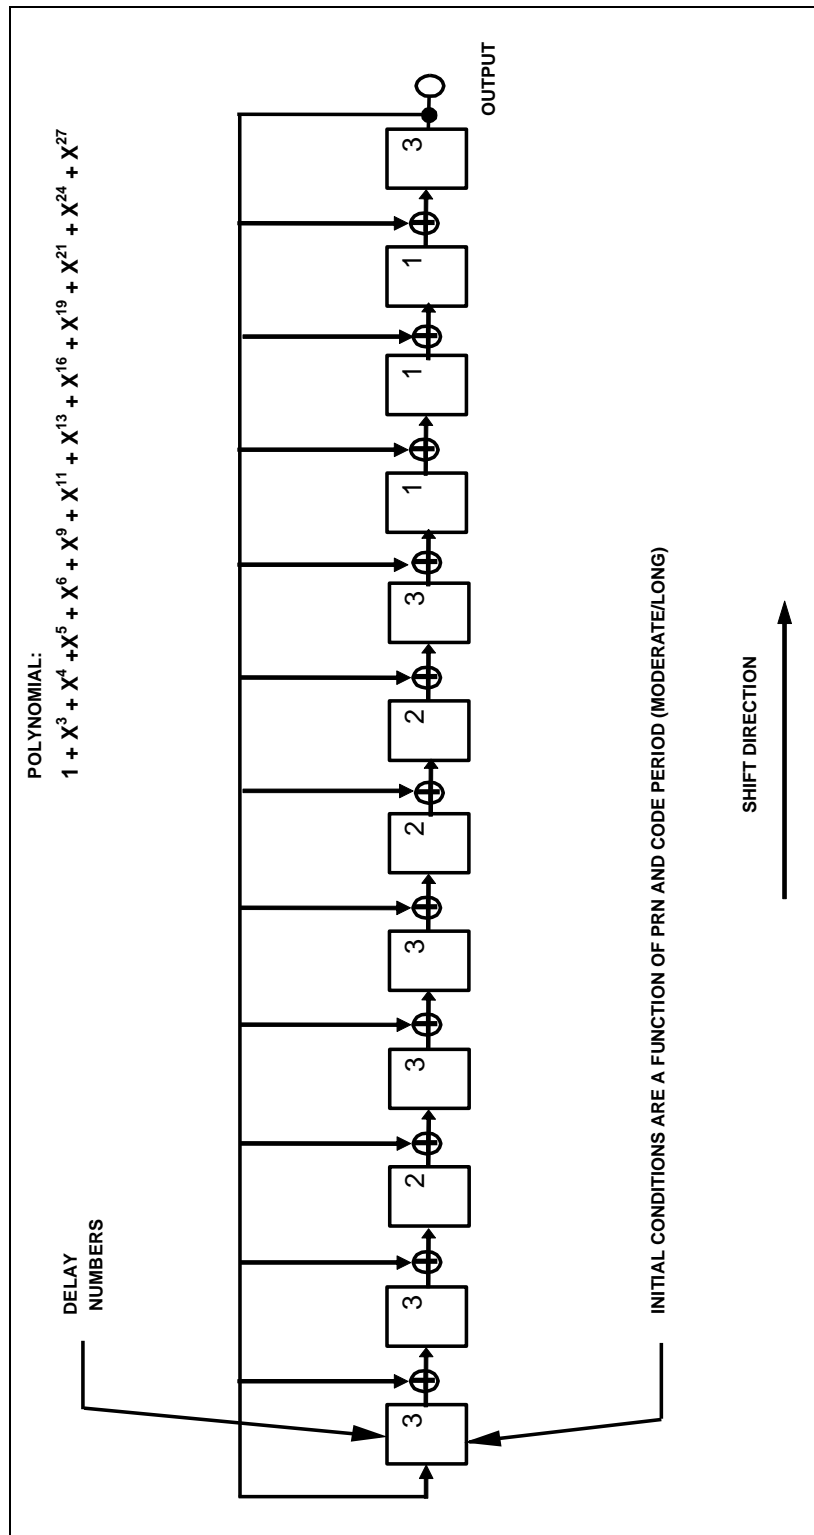 POLYNOMIAL:
1 + X³ + X⁴ +X⁵ + X⁶ + X⁹ + X¹¹ + X¹³ + X¹⁶ + X¹⁹ + X²¹ + X²⁴ + X²⁷
DELAY
NUMBERS
3
3
2
3
3
2
2
3
1
1
1
3
OUTPUT
INITIAL CONDITIONS ARE A FUNCTION OF PRN AND CODE PERIOD (MODERATE/LONG)
SHIFT DIRECTION